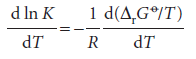 d ln K / dT = − 1/R d(ΔᵣG°/T) / dT